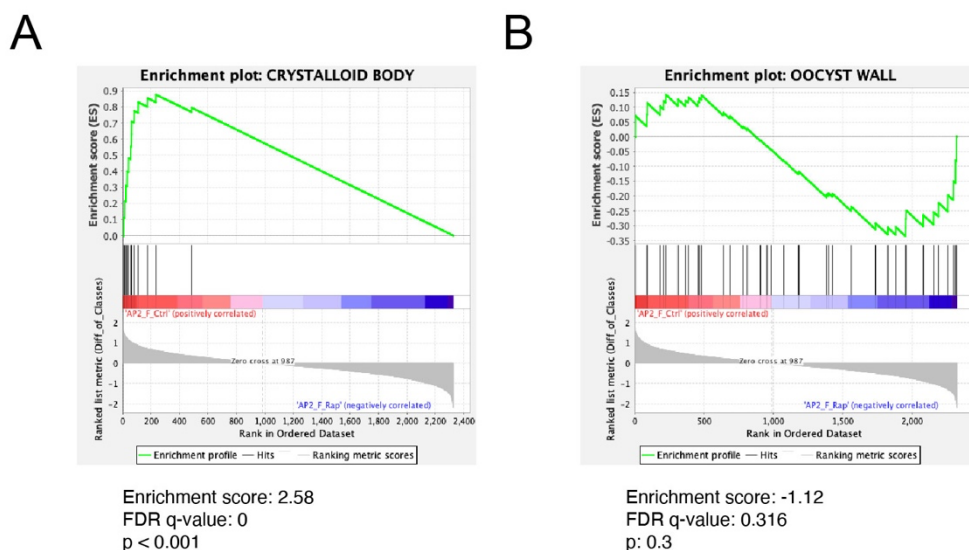 A
Enrichment plot: CRYSTALLOID BODY
Enrichment score (ES)
0.9
0.8
0.7
0.6
0.5
0.4
0.3
0.2
0.1
0.0
Ranked list metric (Diff_of_Classes)
'AP2_F_Ctrl' (positively correlated)
2
1
0
-1
-2
Zero cross at 987
'AP2_F_Rap' (negatively correlated)
0 200 400 600 800 1,000 1,200 1,400 1,600 1,800 2,000 2,200 2,400
Rank in Ordered Dataset
Enrichment profile Hits Ranking metric scores
Enrichment score: 2.58
FDR q-value: 0
p < 0.001
B
Enrichment plot: OOCYST WALL
Enrichment score (ES)
0.15
0.10
0.05
0.00
-0.05
-0.10
-0.15
-0.20
-0.25
-0.30
-0.35
Ranked list metric (Diff_of_Classes)
'AP2_F_Ctrl' (positively correlated)
2
1
0
-1
-2
Zero cross at 987
'AP2_F_Rap' (negatively correlated)
0 500 1,000 1,500 2,000
Rank in Ordered Dataset
Enrichment profile Hits Ranking metric scores
Enrichment score: -1.12
FDR q-value: 0.316
p: 0.3